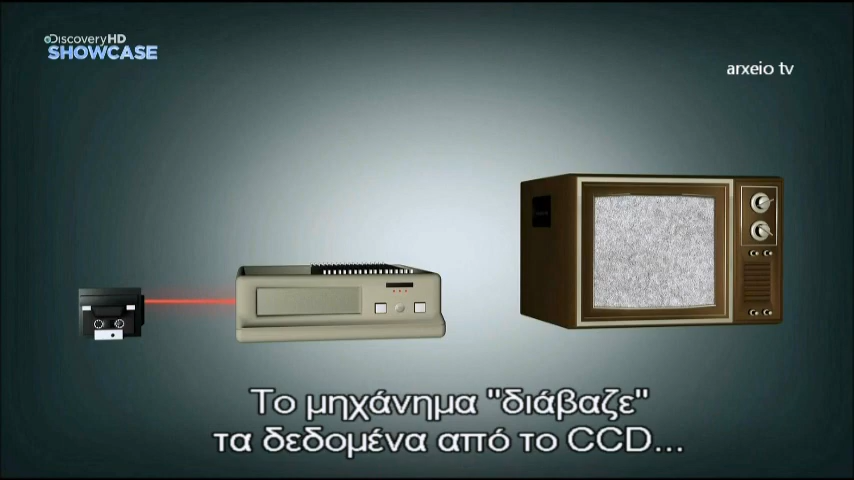 Discovery HD
SHOWCASE
arxeio tv
Το μηχάνημα "διάβαζε"
τα δεδομένα από το CCD...